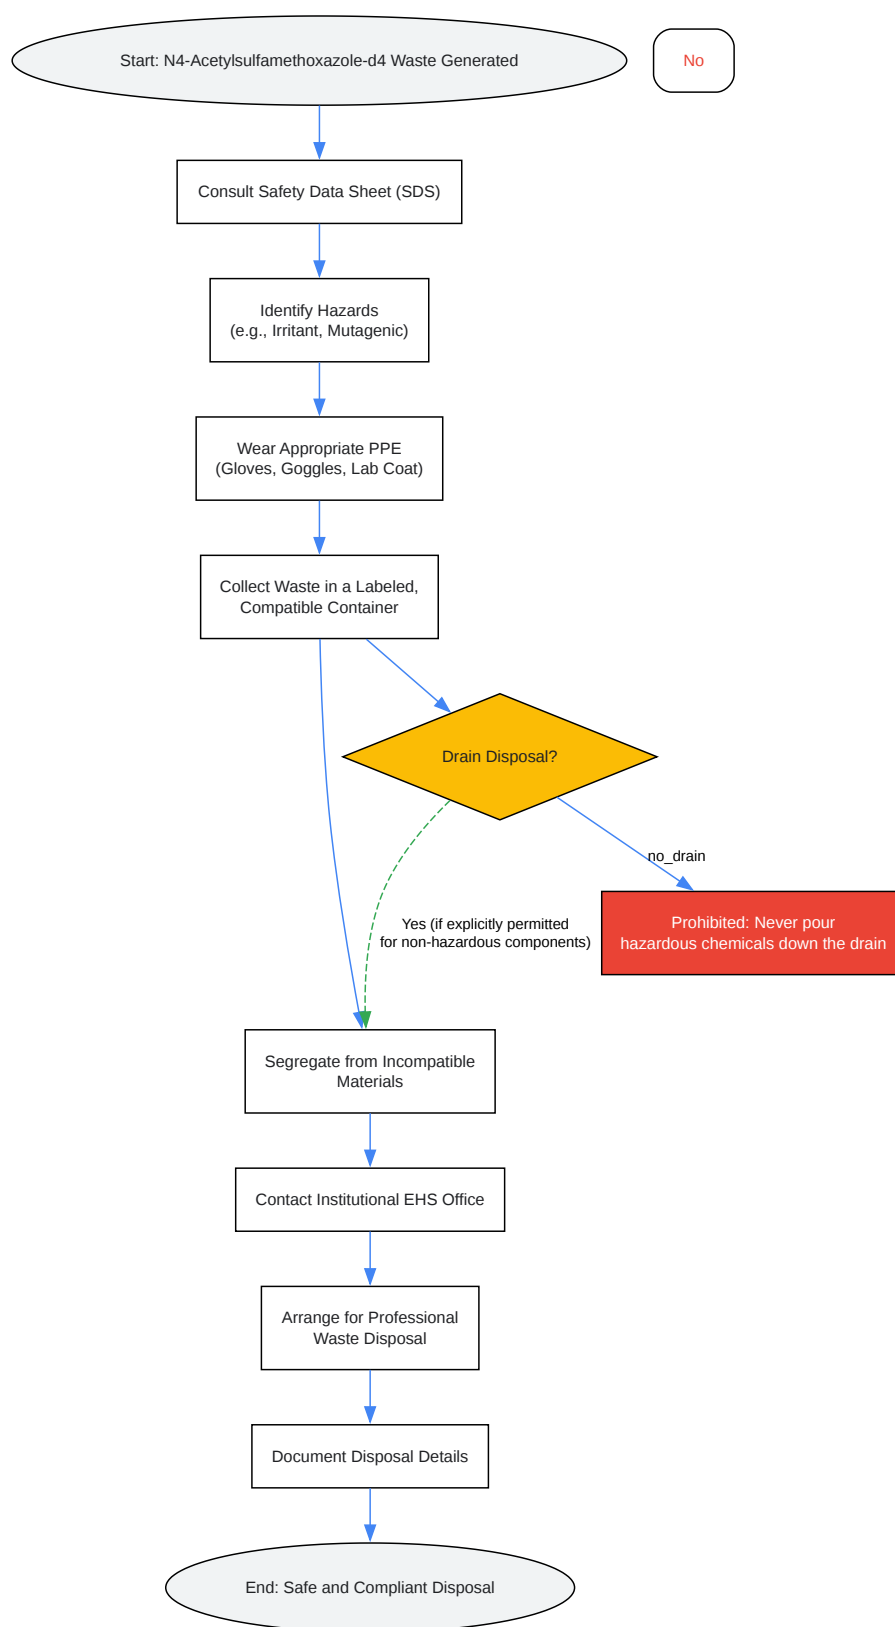 Start: N4-Acetylsulfamethoxazole-d4 Waste Generated
No
Consult Safety Data Sheet (SDS)
Identify Hazards
(e.g., Irritant, Mutagenic)
Wear Appropriate PPE
(Gloves, Goggles, Lab Coat)
Collect Waste in a Labeled,
Compatible Container
Drain Disposal?
no_drain
Yes (if explicitly permitted
for non-hazardous components)
Prohibited: Never pour
hazardous chemicals down the drain
Segregate from Incompatible
Materials
Contact Institutional EHS Office
Arrange for Professional
Waste Disposal
Document Disposal Details
End: Safe and Compliant Disposal